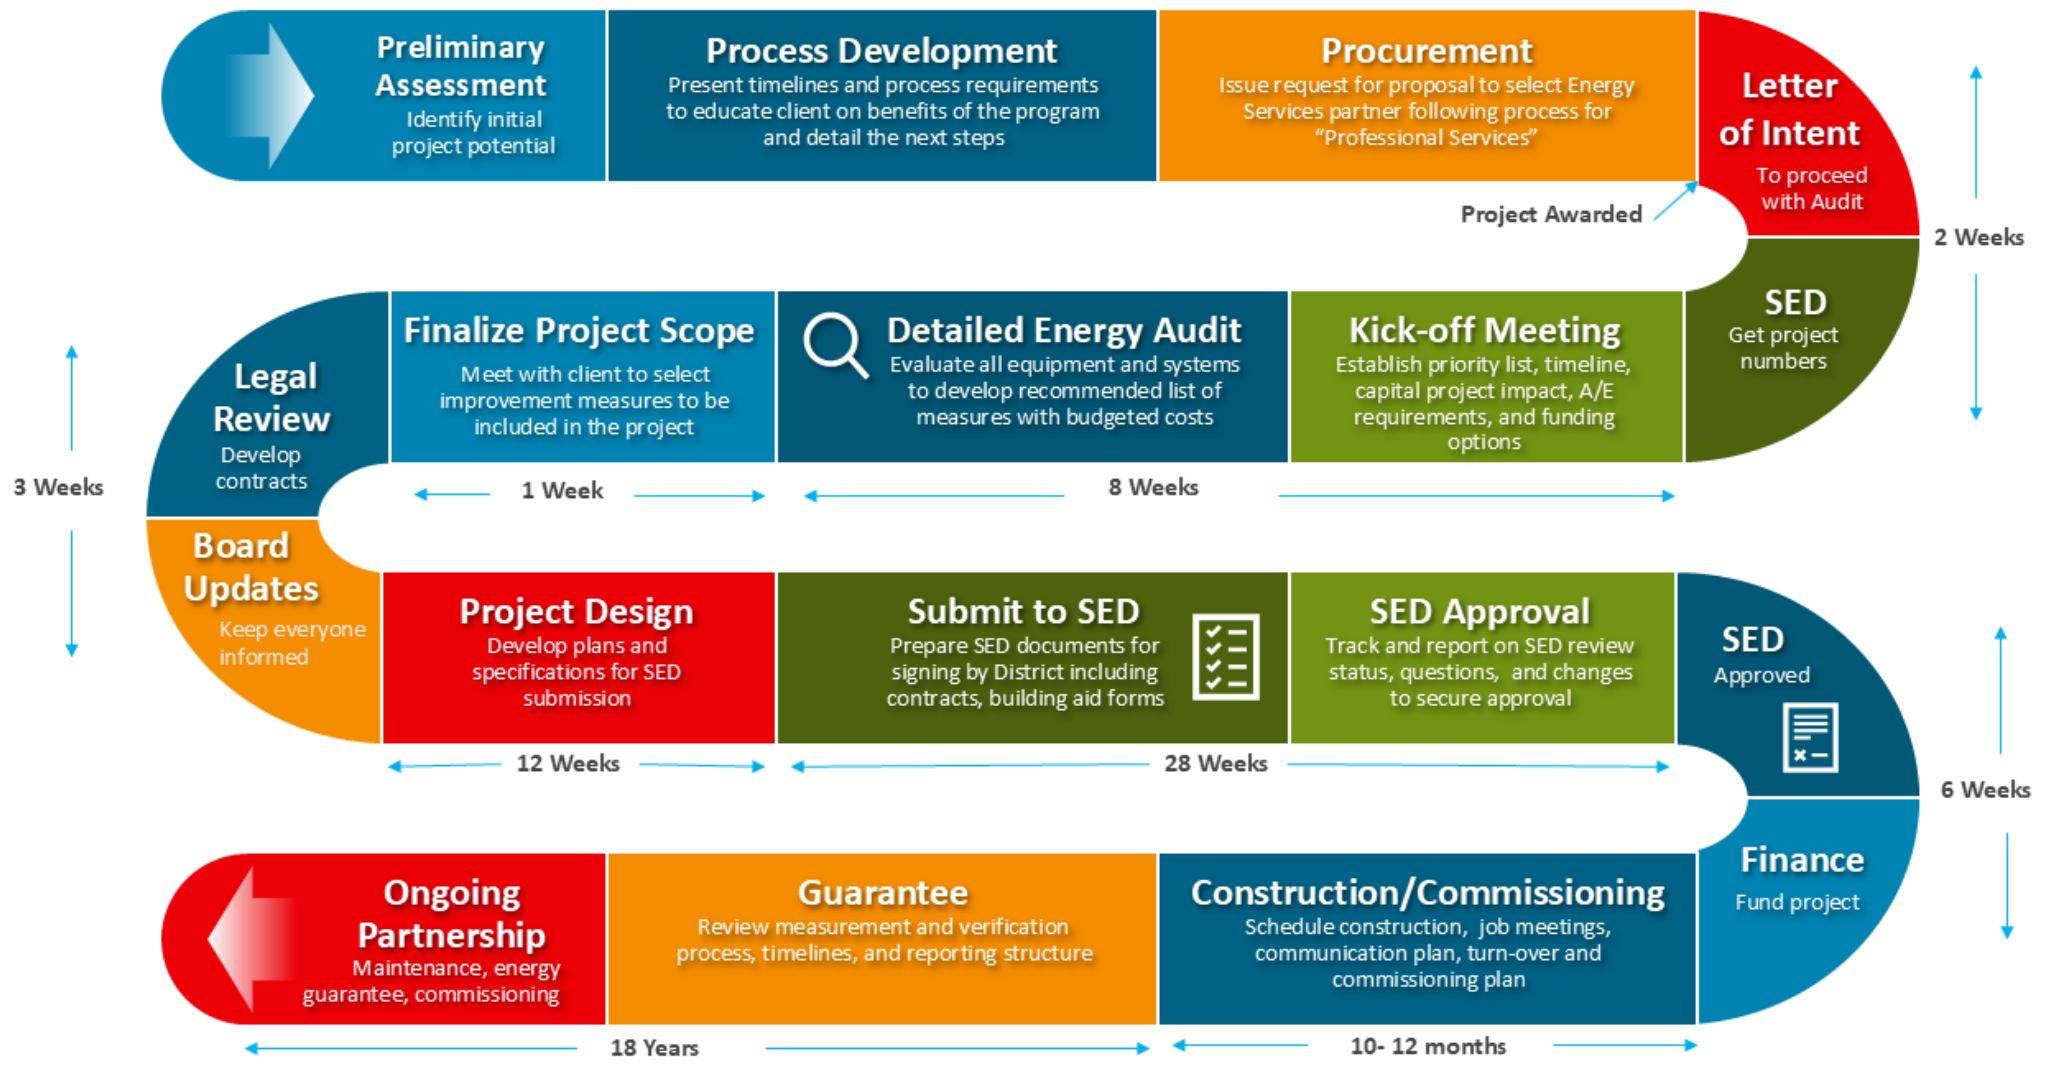 Preliminary
Assessment
Identify initial
project potential
Process Development
Present timelines and process requirements
to educate client on benefits of the program
and detail the next steps
Procurement
Issue request for proposal to select Energy
Services partner following process for
“Professional Services”
Letter
of Intent
To proceed
with Audit
Project Awarded
2 Weeks
SED
Get project
numbers
Kick-off Meeting
Establish priority list, timeline,
capital project impact, A/E
requirements, and funding
options
Detailed Energy Audit
Evaluate all equipment and systems
to develop recommended list of
measures with budgeted costs
8 Weeks
Finalize Project Scope
Meet with client to select
improvement measures to be
included in the project
1 Week
Legal
Review
Develop
contracts
3 Weeks
Board
Updates
Keep everyone
informed
Project Design
Develop plans and
specifications for SED
submission
12 Weeks
Submit to SED
Prepare SED documents for
signing by District including
contracts, building aid forms
SED Approval
Track and report on SED review
status, questions, and changes
to secure approval
28 Weeks
SED
Approved
6 Weeks
Finance
Fund project
Construction/Commissioning
Schedule construction, job meetings,
communication plan, turn-over and
commissioning plan
10- 12 months
Guarantee
Review measurement and verification
process, timelines, and reporting structure
Ongoing
Partnership
Maintenance, energy
guarantee, commissioning
18 Years